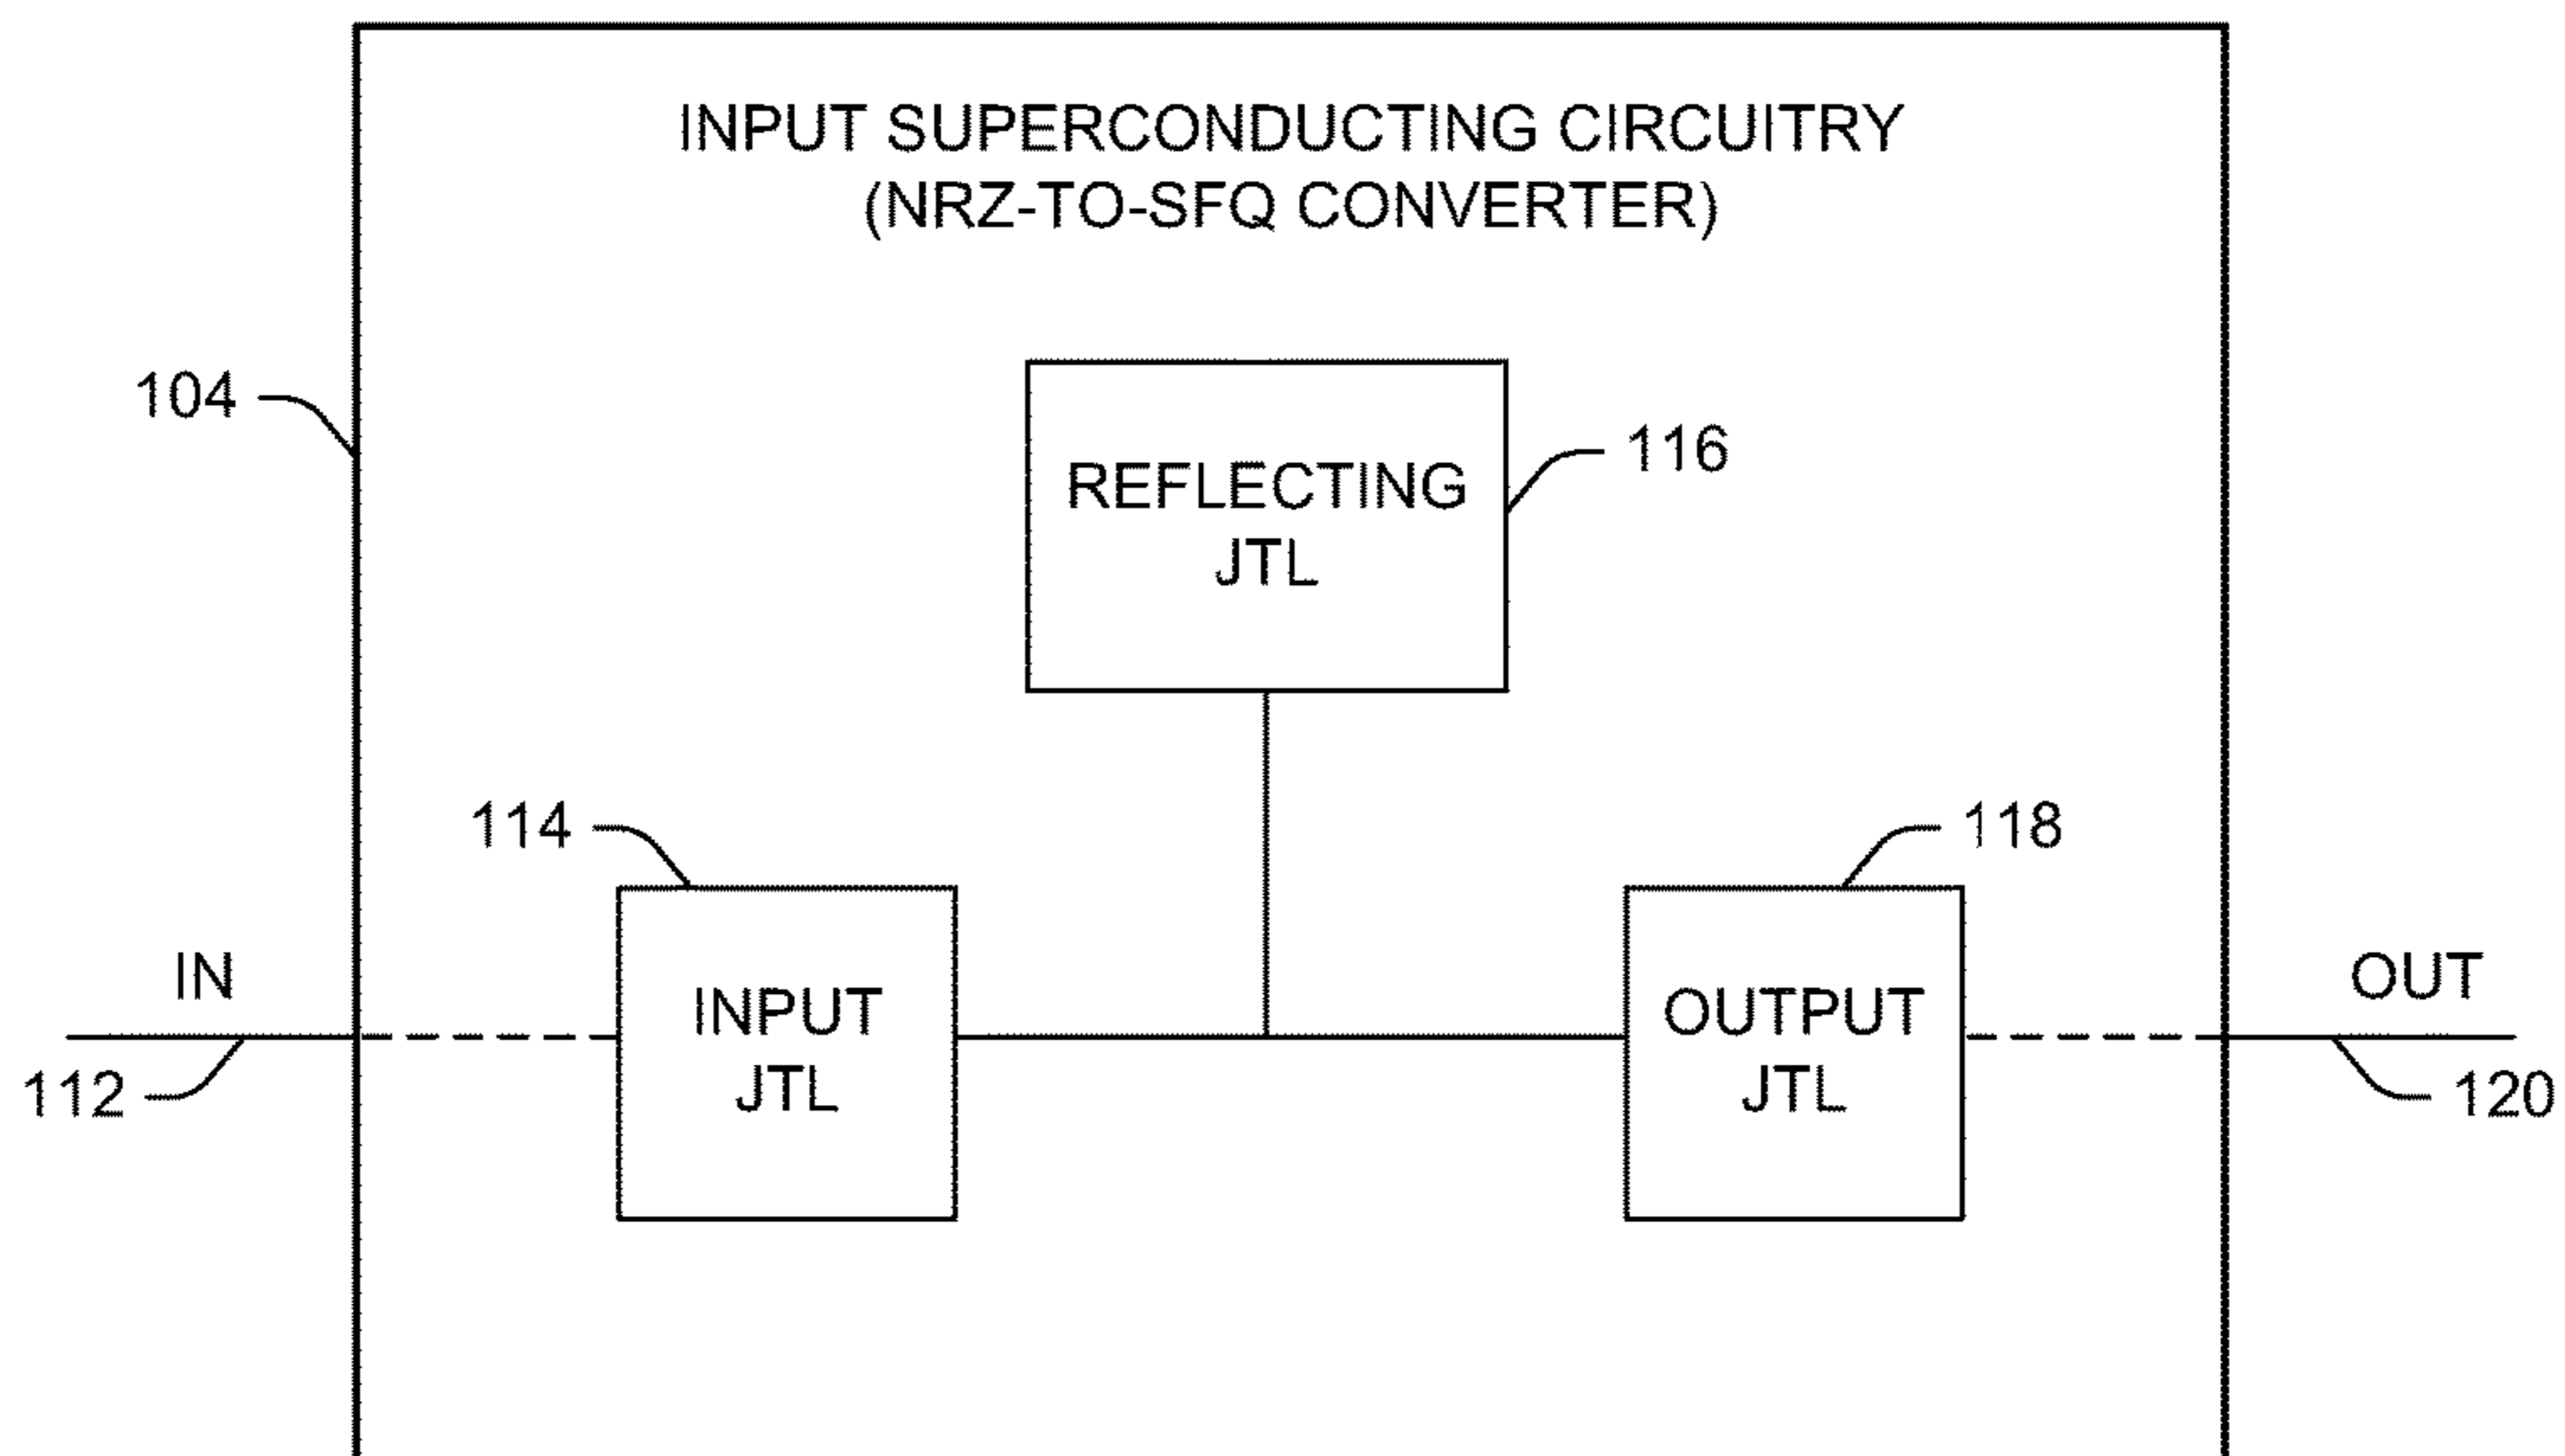 INPUT SUPERCONDUCTING CIRCUITRY
(NRZ-TO-SFQ CONVERTER)
104
REFLECTING
JTL
116
114
118
IN
INPUT
JTL
OUTPUT
JTL
OUT
112
120